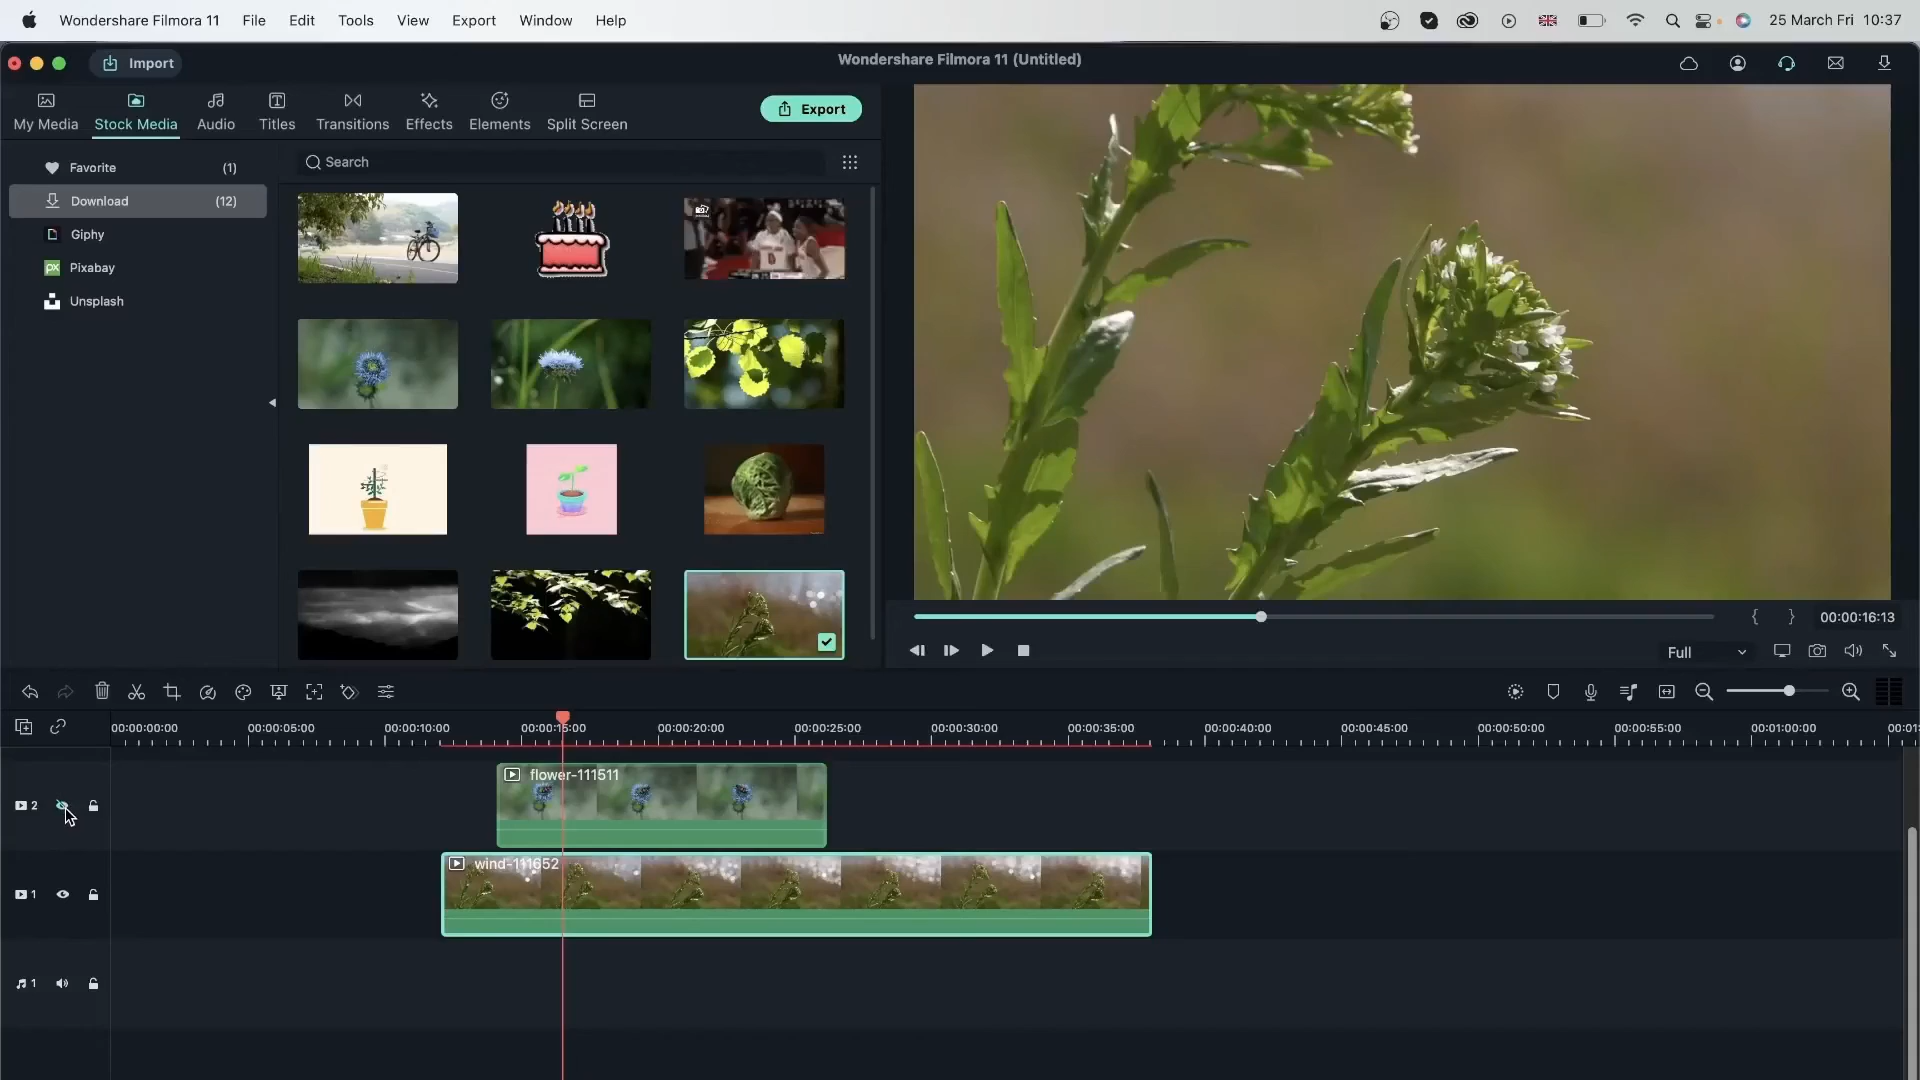 Wondershare Filmora 11 File Edit Tools View Export Window Help 25 March Fri 10:37
Import Wondershare Filmora 11 (Untitled)
My Media Stock Media Audio Titles Transitions Effects Elements Split Screen Export
Favorite (1)
Search
Download (12)
Giphy
Pixabay
Unsplash
00:00:16:13
Full
00:00:00:00 00:00:05:00 00:00:10:00 00:00:15:00 00:00:20:00 00:00:25:00 00:00:30:00 00:00:35:00 00:00:40:00 00:00:45:00 00:00:50:00 00:00:55:00 00:01:00:00 00:01
flower-111511
2
wind-111652
1
1